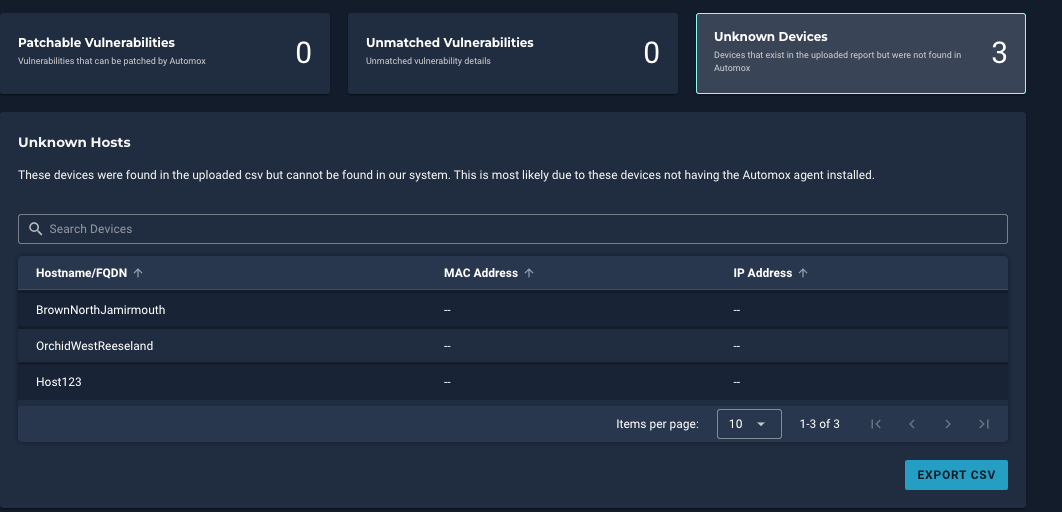 Patchable Vulnerabilities
Vulnerabilities that can be patched by Automox
0
Unmatched Vulnerabilities
Unmatched vulnerability details
0
Unknown Devices
Devices that exist in the uploaded report but were not found in
Automox
3
Unknown Hosts
These devices were found in the uploaded csv but cannot be found in our system. This is most likely due to these devices not having the Automox agent installed.
Search Devices
Hostname/FQDN MAC Address IP Address
BrownNorthJamirmouth -- --
OrchidWestReeseland -- --
Host123 -- --
Items per page: 10 1-3 of 3
EXPORT CSV